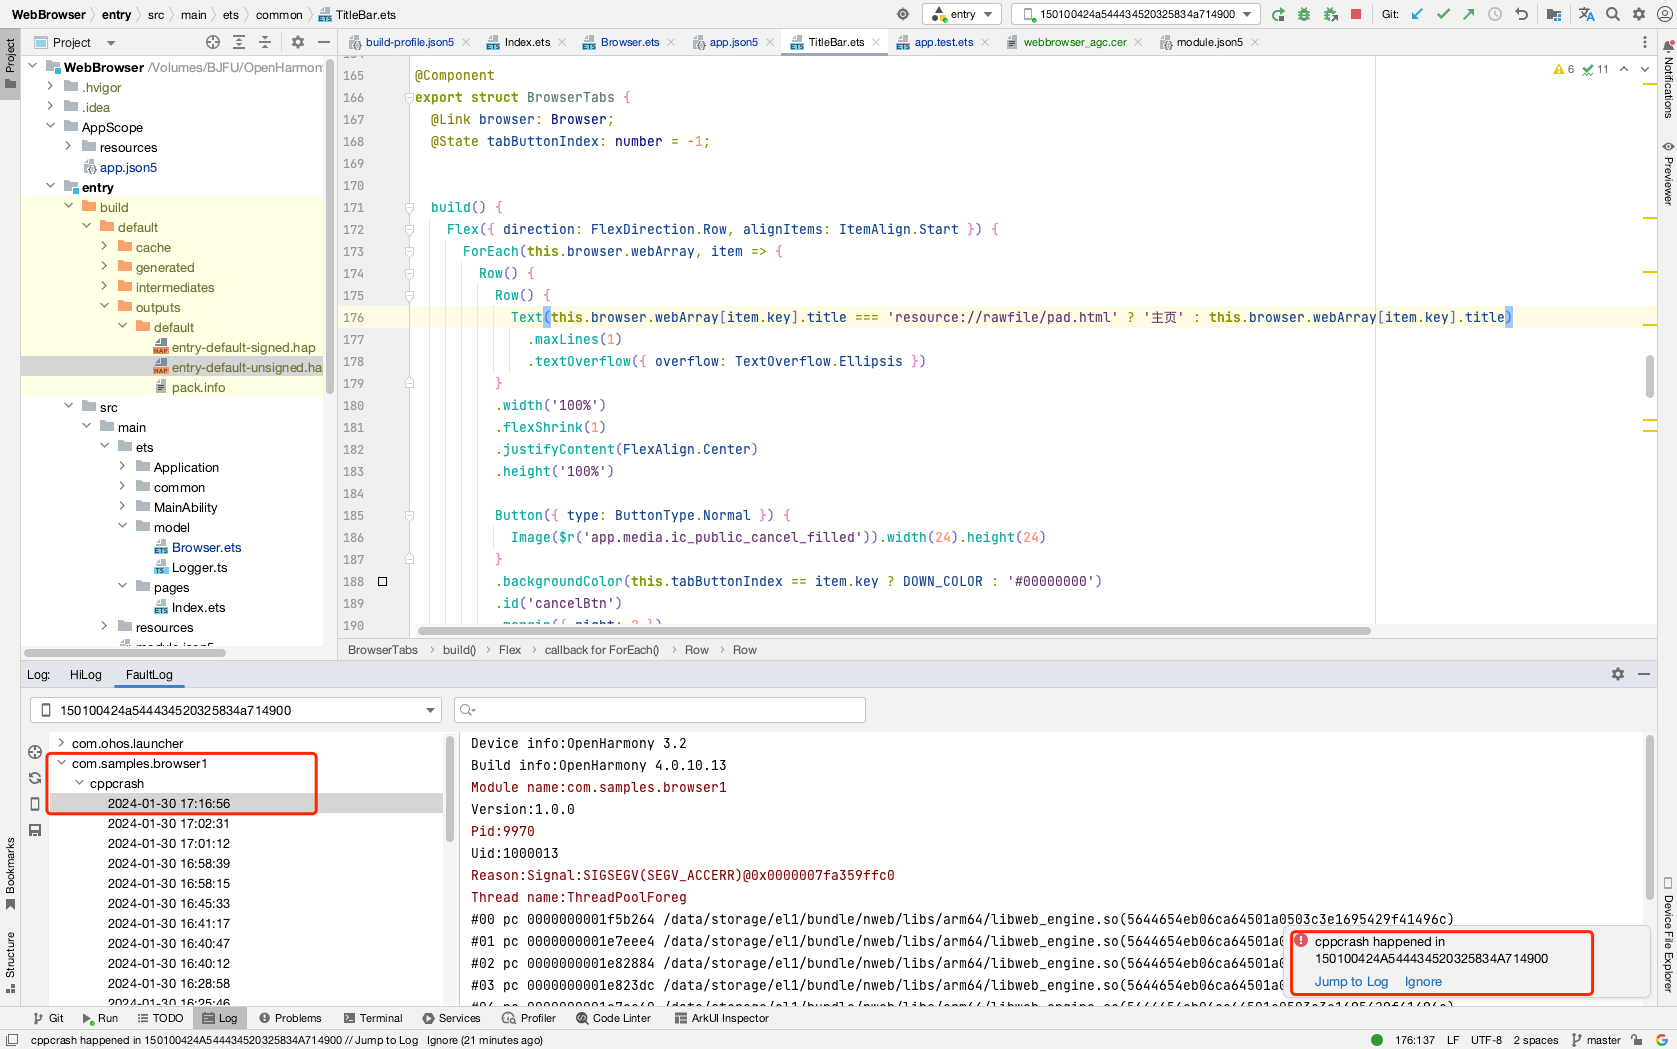 WebBrowser entry src main ets common TitleBar.ets
entry 150100424a544434520325834a714900 Git:
Project
build-profile.json5 Index.ets Browser.ets app.json5 TitleBar.ets app.test.ets webbrowser_agc.cer module.json5
Project
WebBrowser /Volumes/BJFU/OpenHarmon
.hvigor
.idea
AppScope
resources
app.json5
entry
build
default
cache
generated
intermediates
outputs
default
entry-default-signed.hap
entry-default-unsigned.ha
pack.info
src
main
ets
Application
common
MainAbility
model
Browser.ets
Logger.ts
pages
Index.ets
resources
module.json5
6 11
165 @Component
166 export struct BrowserTabs {
167 @Link browser: Browser;
168 @State tabButtonIndex: number = -1;
169
170
171 build() {
172 Flex({ direction: FlexDirection.Row, alignItems: ItemAlign.Start }) {
173 ForEach(this.browser.webArray, item => {
174 Row() {
175 Row() {
176 Text(this.browser.webArray[item.key].title === 'resource://rawfile/pad.html' ? '主页' : this.browser.webArray[item.key].title)
177 .maxLines(1)
178 .textOverflow({ overflow: TextOverflow.Ellipsis })
179 }
180 .width('100%')
181 .flexShrink(1)
182 .justifyContent(FlexAlign.Center)
183 .height('100%')
184
185 Button({ type: ButtonType.Normal }) {
186 Image($r('app.media.ic_public_cancel_filled')).width(24).height(24)
187 }
188 .backgroundColor(this.tabButtonIndex == item.key ? DOWN_COLOR : '#00000000')
189 .id('cancelBtn')
190 .margin({ right: 2 })
BrowserTabs build() Flex callback for ForEach() Row Row
Notifications
Previewer
Device File Explorer
Bookmarks
Structure
Log: HiLog FaultLog
150100424a544434520325834a714900
com.ohos.launcher
com.samples.browser1
cppcrash
2024-01-30 17:16:56
2024-01-30 17:02:31
2024-01-30 17:01:12
2024-01-30 16:58:39
2024-01-30 16:58:15
2024-01-30 16:45:33
2024-01-30 16:41:17
2024-01-30 16:40:47
2024-01-30 16:40:12
2024-01-30 16:28:58
2024-01-30 16:25:46
Device info:OpenHarmony 3.2
Build info:OpenHarmony 4.0.10.13
Module name:com.samples.browser1
Version:1.0.0
Pid:9970
Uid:1000013
Reason:Signal:SIGSEGV(SEGV_ACCERR)@0x0000007fa359ffc0
Thread name:ThreadPoolForeg
#00 pc 0000000001f5b264 /data/storage/el1/bundle/nweb/libs/arm64/libweb_engine.so(5644654eb06ca64501a0503c3e1695429f41496c)
#01 pc 0000000001e7eee4 /data/storage/el1/bundle/nweb/libs/arm64/libweb_engine.so(5644654eb06ca64501a0
#02 pc 0000000001e82884 /data/storage/el1/bundle/nweb/libs/arm64/libweb_engine.so(5644654eb06ca64501a0
#03 pc 0000000001e823dc /data/storage/el1/bundle/nweb/libs/arm64/libweb_engine.so(5644654eb06ca64501a0
cppcrash happened in
150100424A544434520325834A714900
Jump to Log Ignore
Git Run TODO Log Problems Terminal Services Profiler Code Linter ArkUI Inspector
cppcrash happened in 150100424A544434520325834A714900 // Jump to Log Ignore (21 minutes ago) 176:137 LF UTF-8 2 spaces master